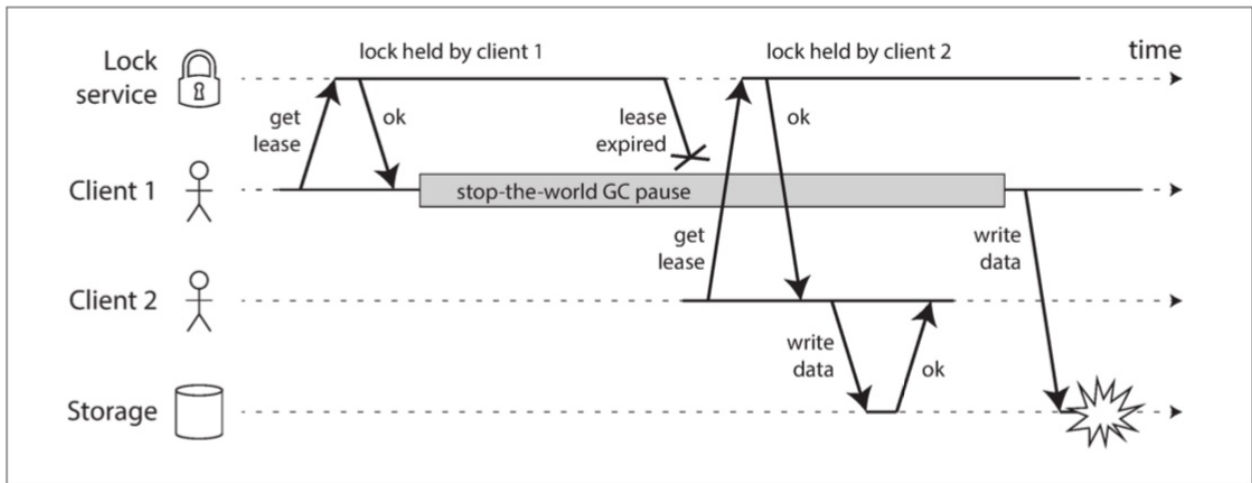 Lock
service
lock held by client 1
lock held by client 2
time
get
lease
ok
lease
expired
ok
Client 1
stop-the-world GC pause
get
lease
write
data
Client 2
write
data
ok
Storage